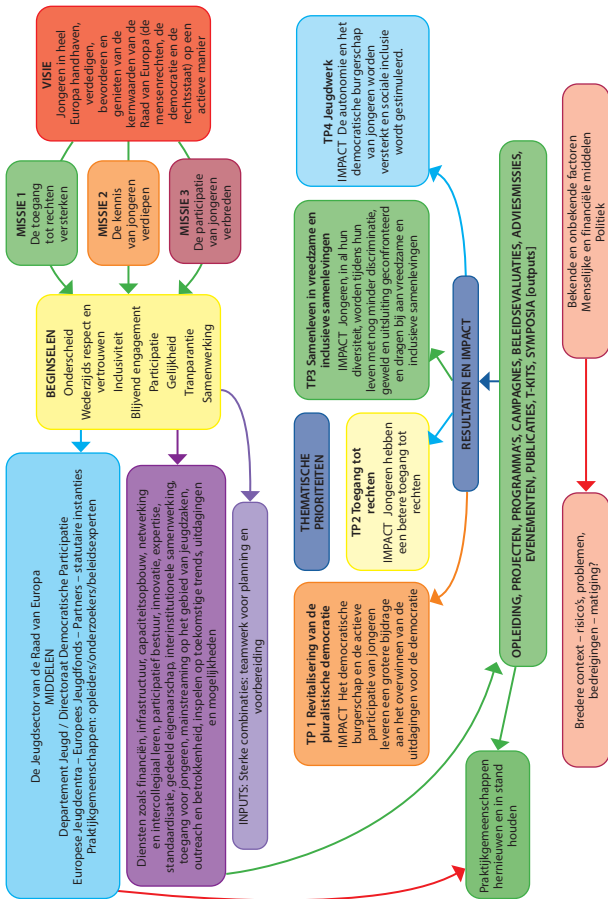 VISIE
Jongeren in heel
Europa handhaven,
verdedigen,
bevorderen en
genieten van de
kernwaarden van de
Raad van Europa (de
mensenrechten, de
democratie en de
rechtsstaat) op een
actieve manier
MISSIE 1
De toegang
tot rechten
versterken
MISSIE 2
De kennis
van jongeren
verdiepen
MISSIE 3
De participatie
van jongeren
verbreden
BEGINSELEN
Onderscheid
Wederzijds respect en
vertrouwen
Inclusiviteit
Blijvend engagement
Participatie
Gelijkheid
Tranparantie
Samenwerking
De Jeugdsector van de Raad van Europa
MIDDELEN
Departement Jeugd / Directoraat Democratische Participatie
Europese Jeugdcentra – Europees Jeugdfonds – Partners – statutaire instanties
Praktijkgemeenschappen: opleiders/onderzoekers/beleidsexperten
Diensten zoals financiën, infrastructuur, capaciteitsopbouw, netwerking
en intercollegiaal leren, participatief bestuur, innovatie, expertise,
standaardisatie, gedeeld eigenaarschap, interinstitutionele samenwerking,
toegang voor jongeren, mainstreaming op het gebied van jeugdzaken,
outreach en betrokkenheid, inspelen op toekomstige trends, uitdagingen
en mogelijkheden
INPUTS: Sterke combinaties: teamwerk voor planning en
voorbereiding
THEMATISCHE
PRIORITEITEN
TP 1 Revitalisering van de
pluralistische democratie
IMPACT Het democratische
burgerschap en de actieve
participatie van jongeren
leveren een grotere bijdrage
aan het overwinnen van de
uitdagingen voor de democratie
TP2 Toegang tot
rechten
IMPACT Jongeren hebben
een betere toegang tot
rechten
TP3 Samenleven in vreedzame en
inclusieve samenlevingen
IMPACT Jongeren, in al hun
diversiteit, worden tijdens hun
leven met nog minder discriminatie,
geweld en uitsluiting geconfronteerd
en dragen bij aan vreedzame en
inclusieve samenlevingen
TP4 Jeugdwerk
IMPACT De autonomie en het
democratische burgerschap
van jongeren worden
versterkt en sociale inclusie
wordt gestimuleerd.
RESULTATEN EN IMPACT
OPLEIDING, PROJECTEN, PROGRAMMA'S, CAMPAGNES, BELEIDSEVALUATIES, ADVIESMISSIES,
EVENEMENTEN, PUBLICATIES, T-KITS, SYMPOSIA [outputs]
Praktijkgemeenschappen
hernieuwen en in stand
houden
Bekende en onbekende factoren
Menselijke en financiële middelen
Politiek
Bredere context – risico's, problemen,
bedreigingen – matiging?